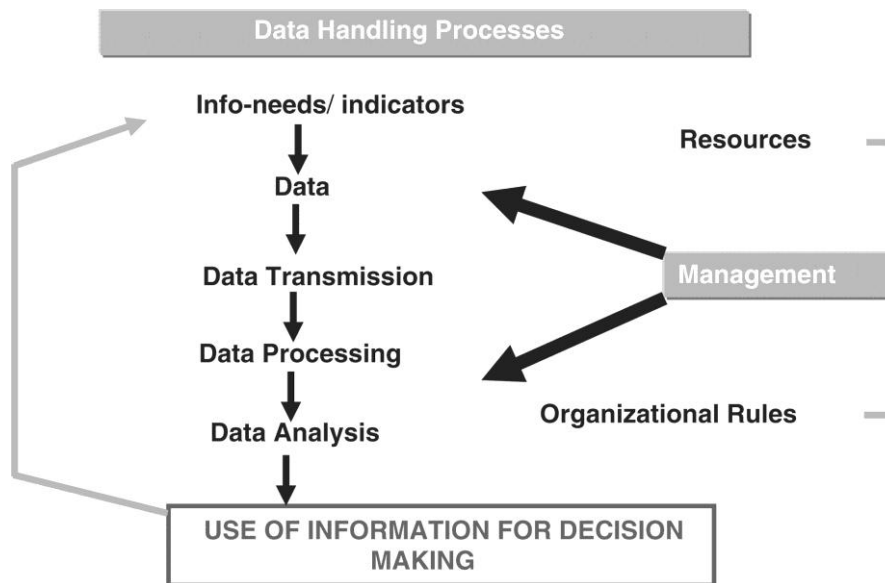 Data Handling Processes
Info-needs/ indicators
Resources
Data
Data Transmission
Management
Data Processing
Organizational Rules
Data Analysis
USE OF INFORMATION FOR DECISION
MAKING